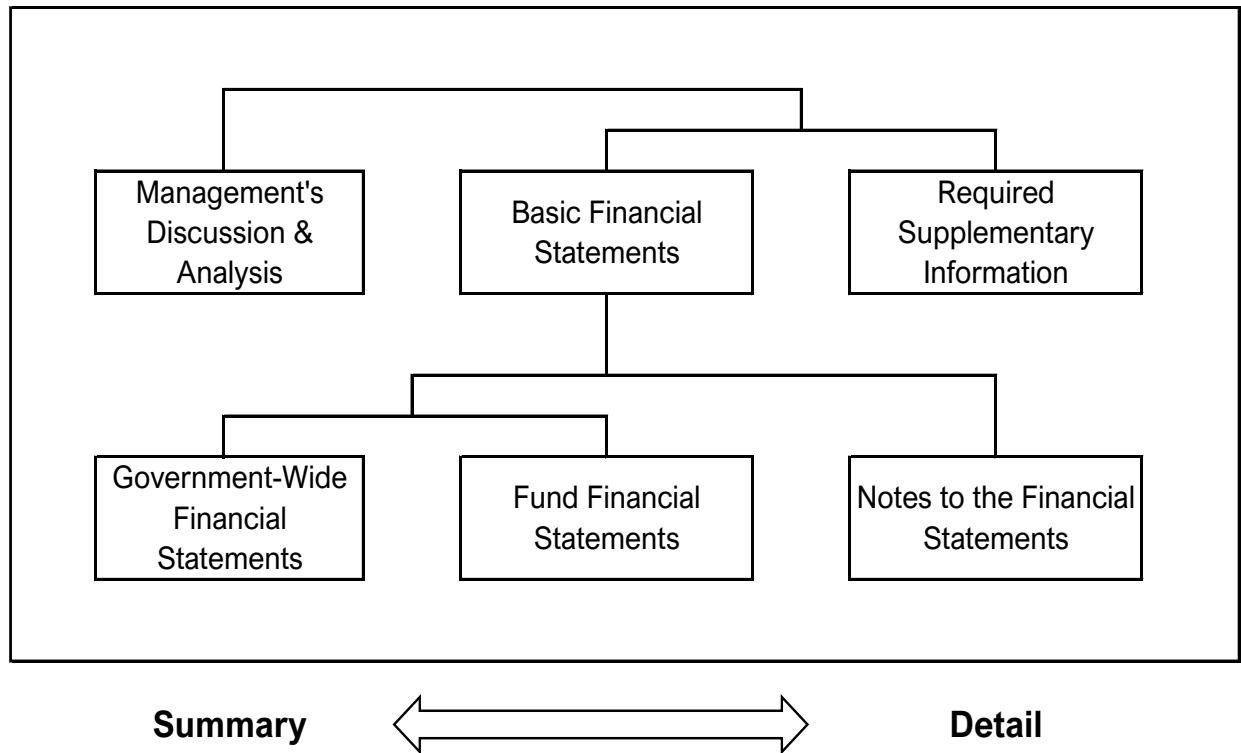 Management's
Discussion &
Analysis
Basic Financial
Statements
Required
Supplementary
Information
Government-Wide
Financial
Statements
Fund Financial
Statements
Notes to the Financial
Statements
Summary
Detail